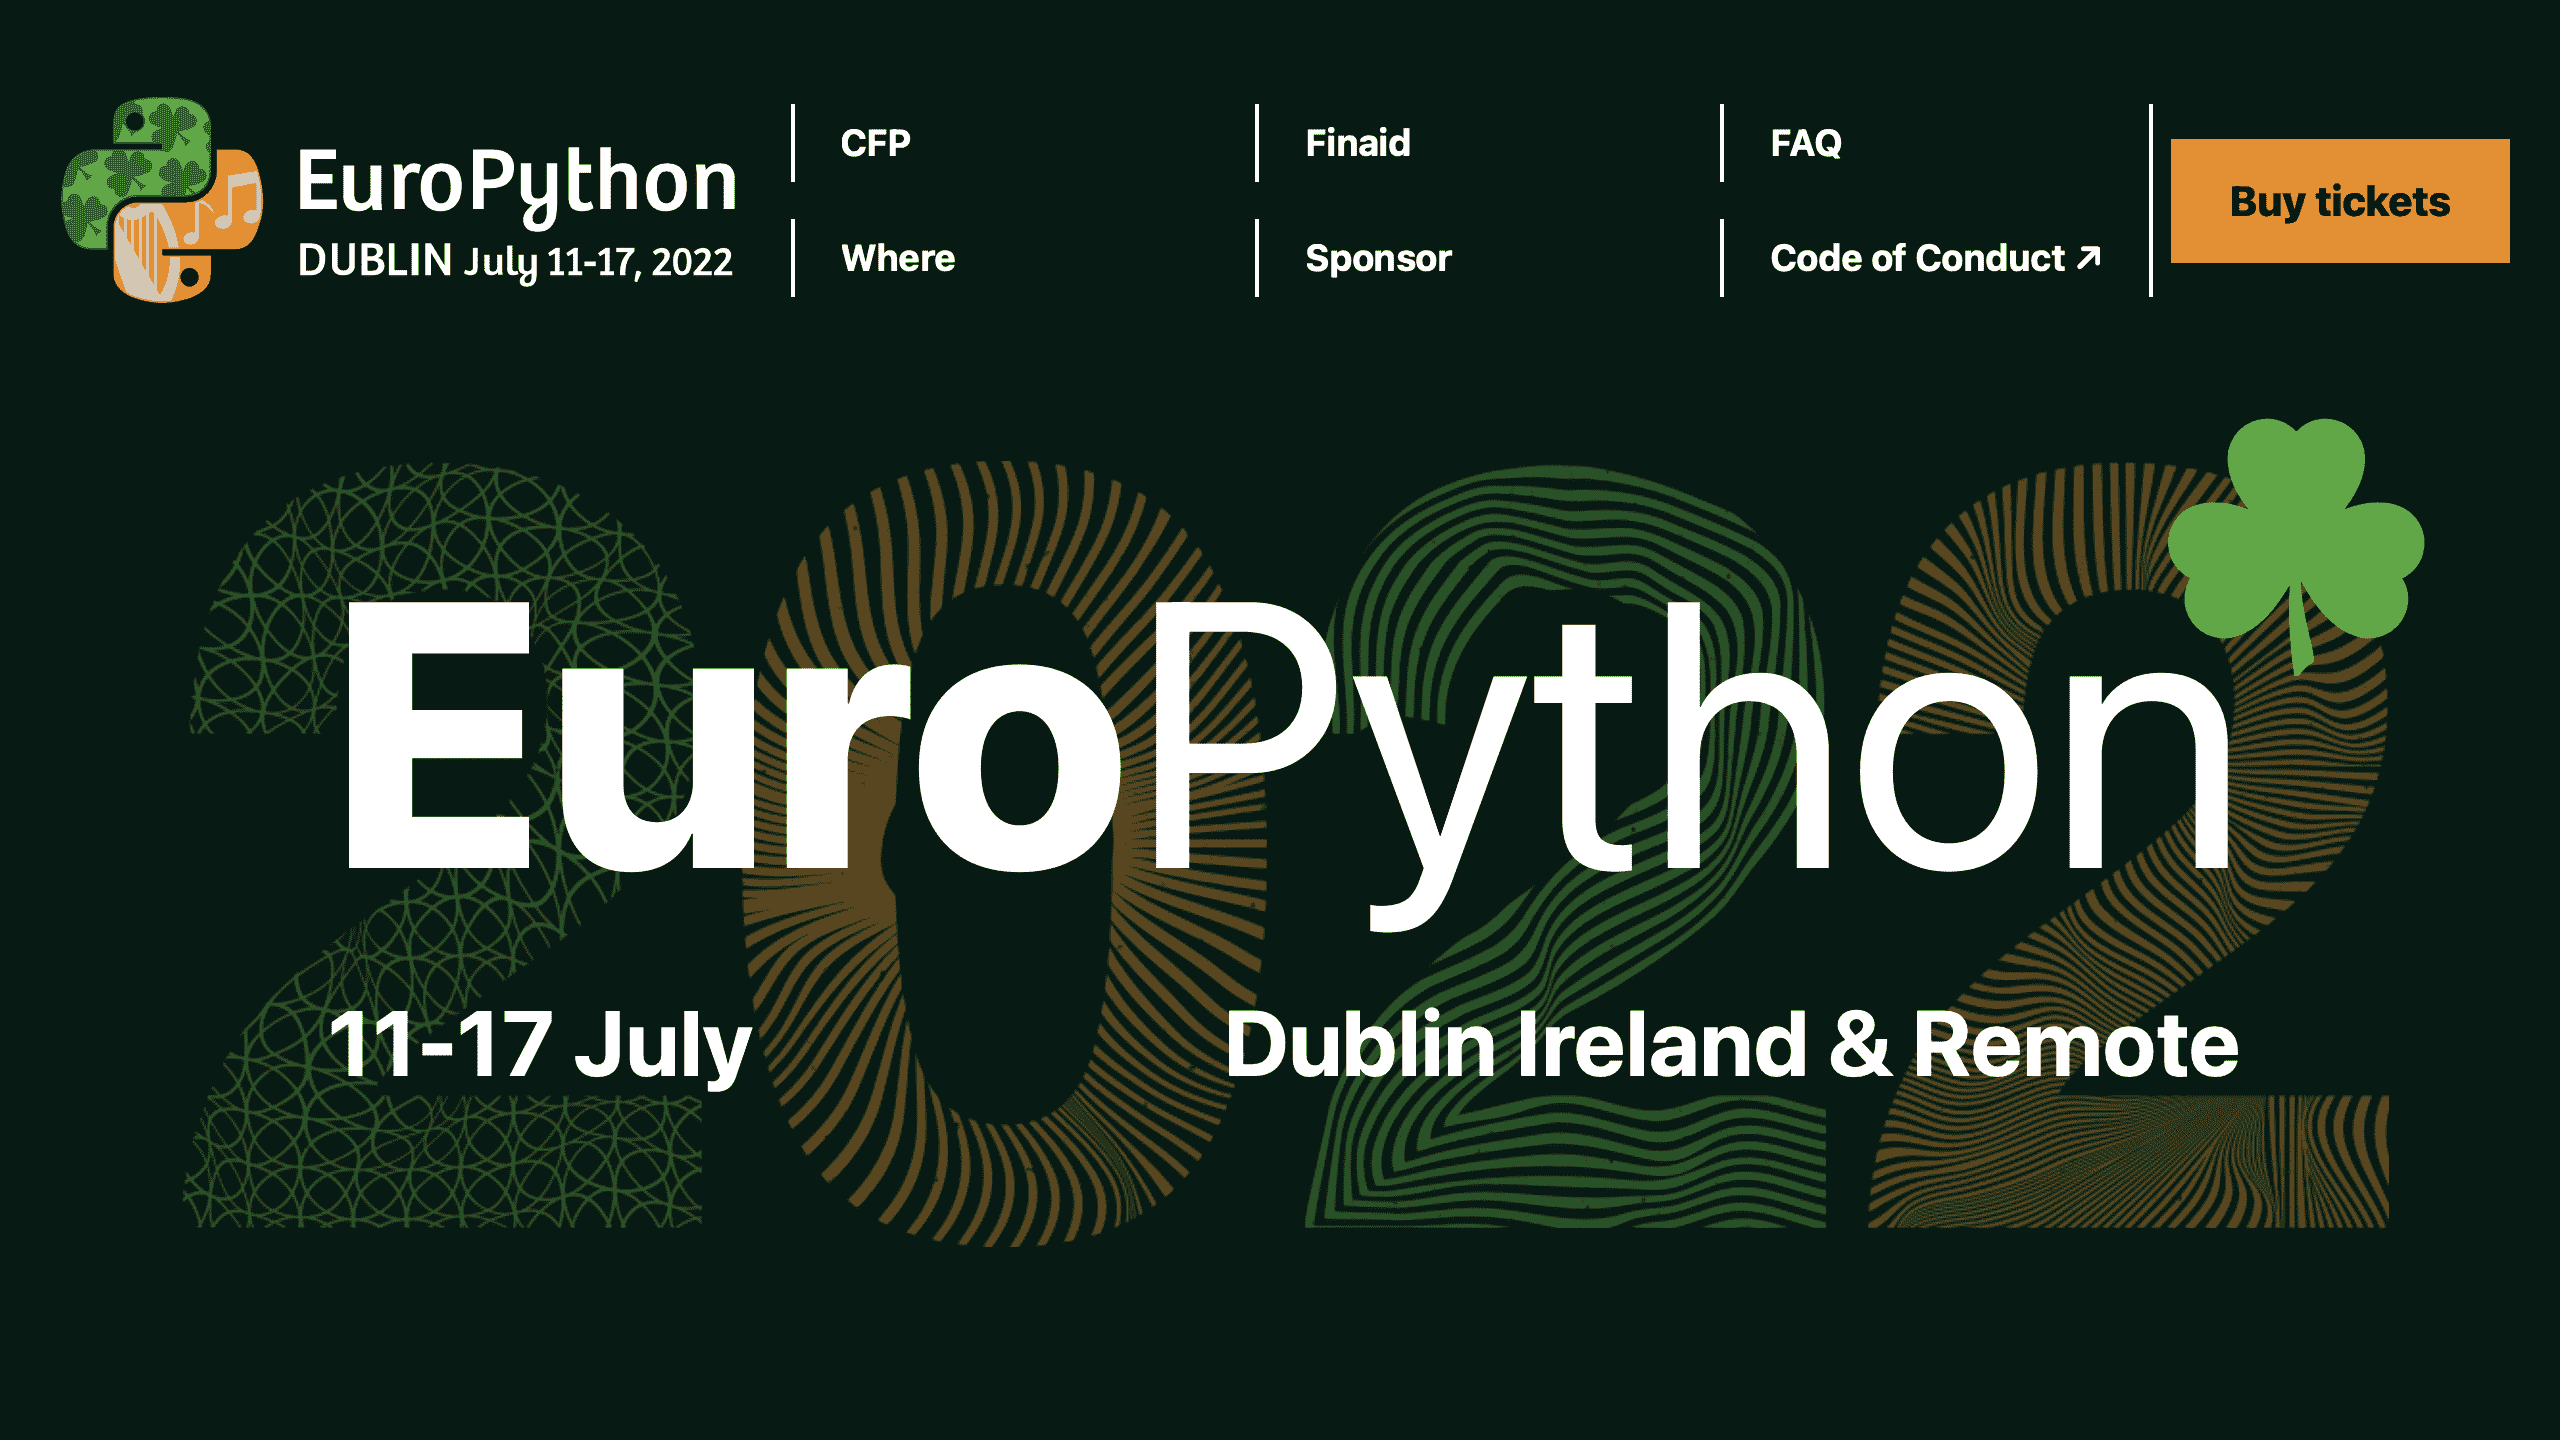 EuroPython
DUBLIN July 11-17, 2022
CFP
Finaid
FAQ
Where
Sponsor
Code of Conduct ↗
Buy tickets
2022
EuroPython
11-17 July
Dublin Ireland & Remote